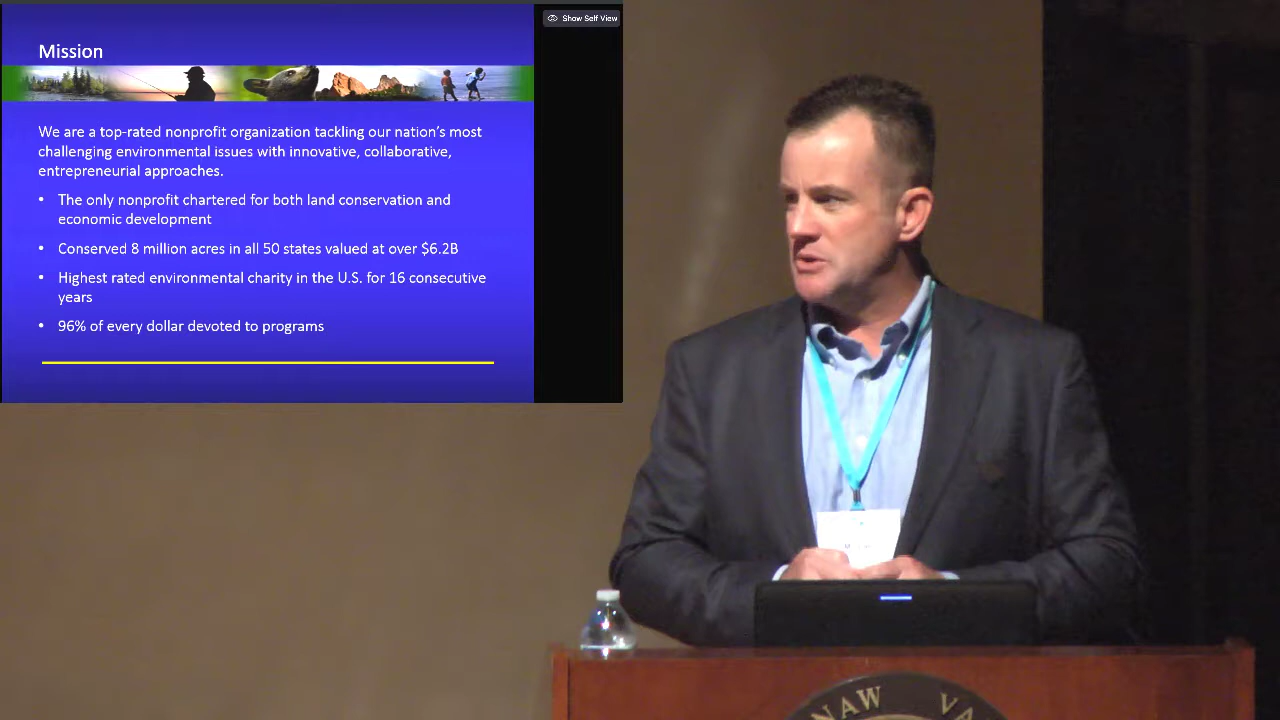 Show Self View
Mission
We are a top-rated nonprofit organization tackling our nation's most
challenging environmental issues with innovative, collaborative,
entrepreneurial approaches.
• The only nonprofit chartered for both land conservation and
economic development
• Conserved 8 million acres in all 50 states valued at over $6.2B
• Highest rated environmental charity in the U.S. for 16 consecutive
years
• 96% of every dollar devoted to programs
NAW VA